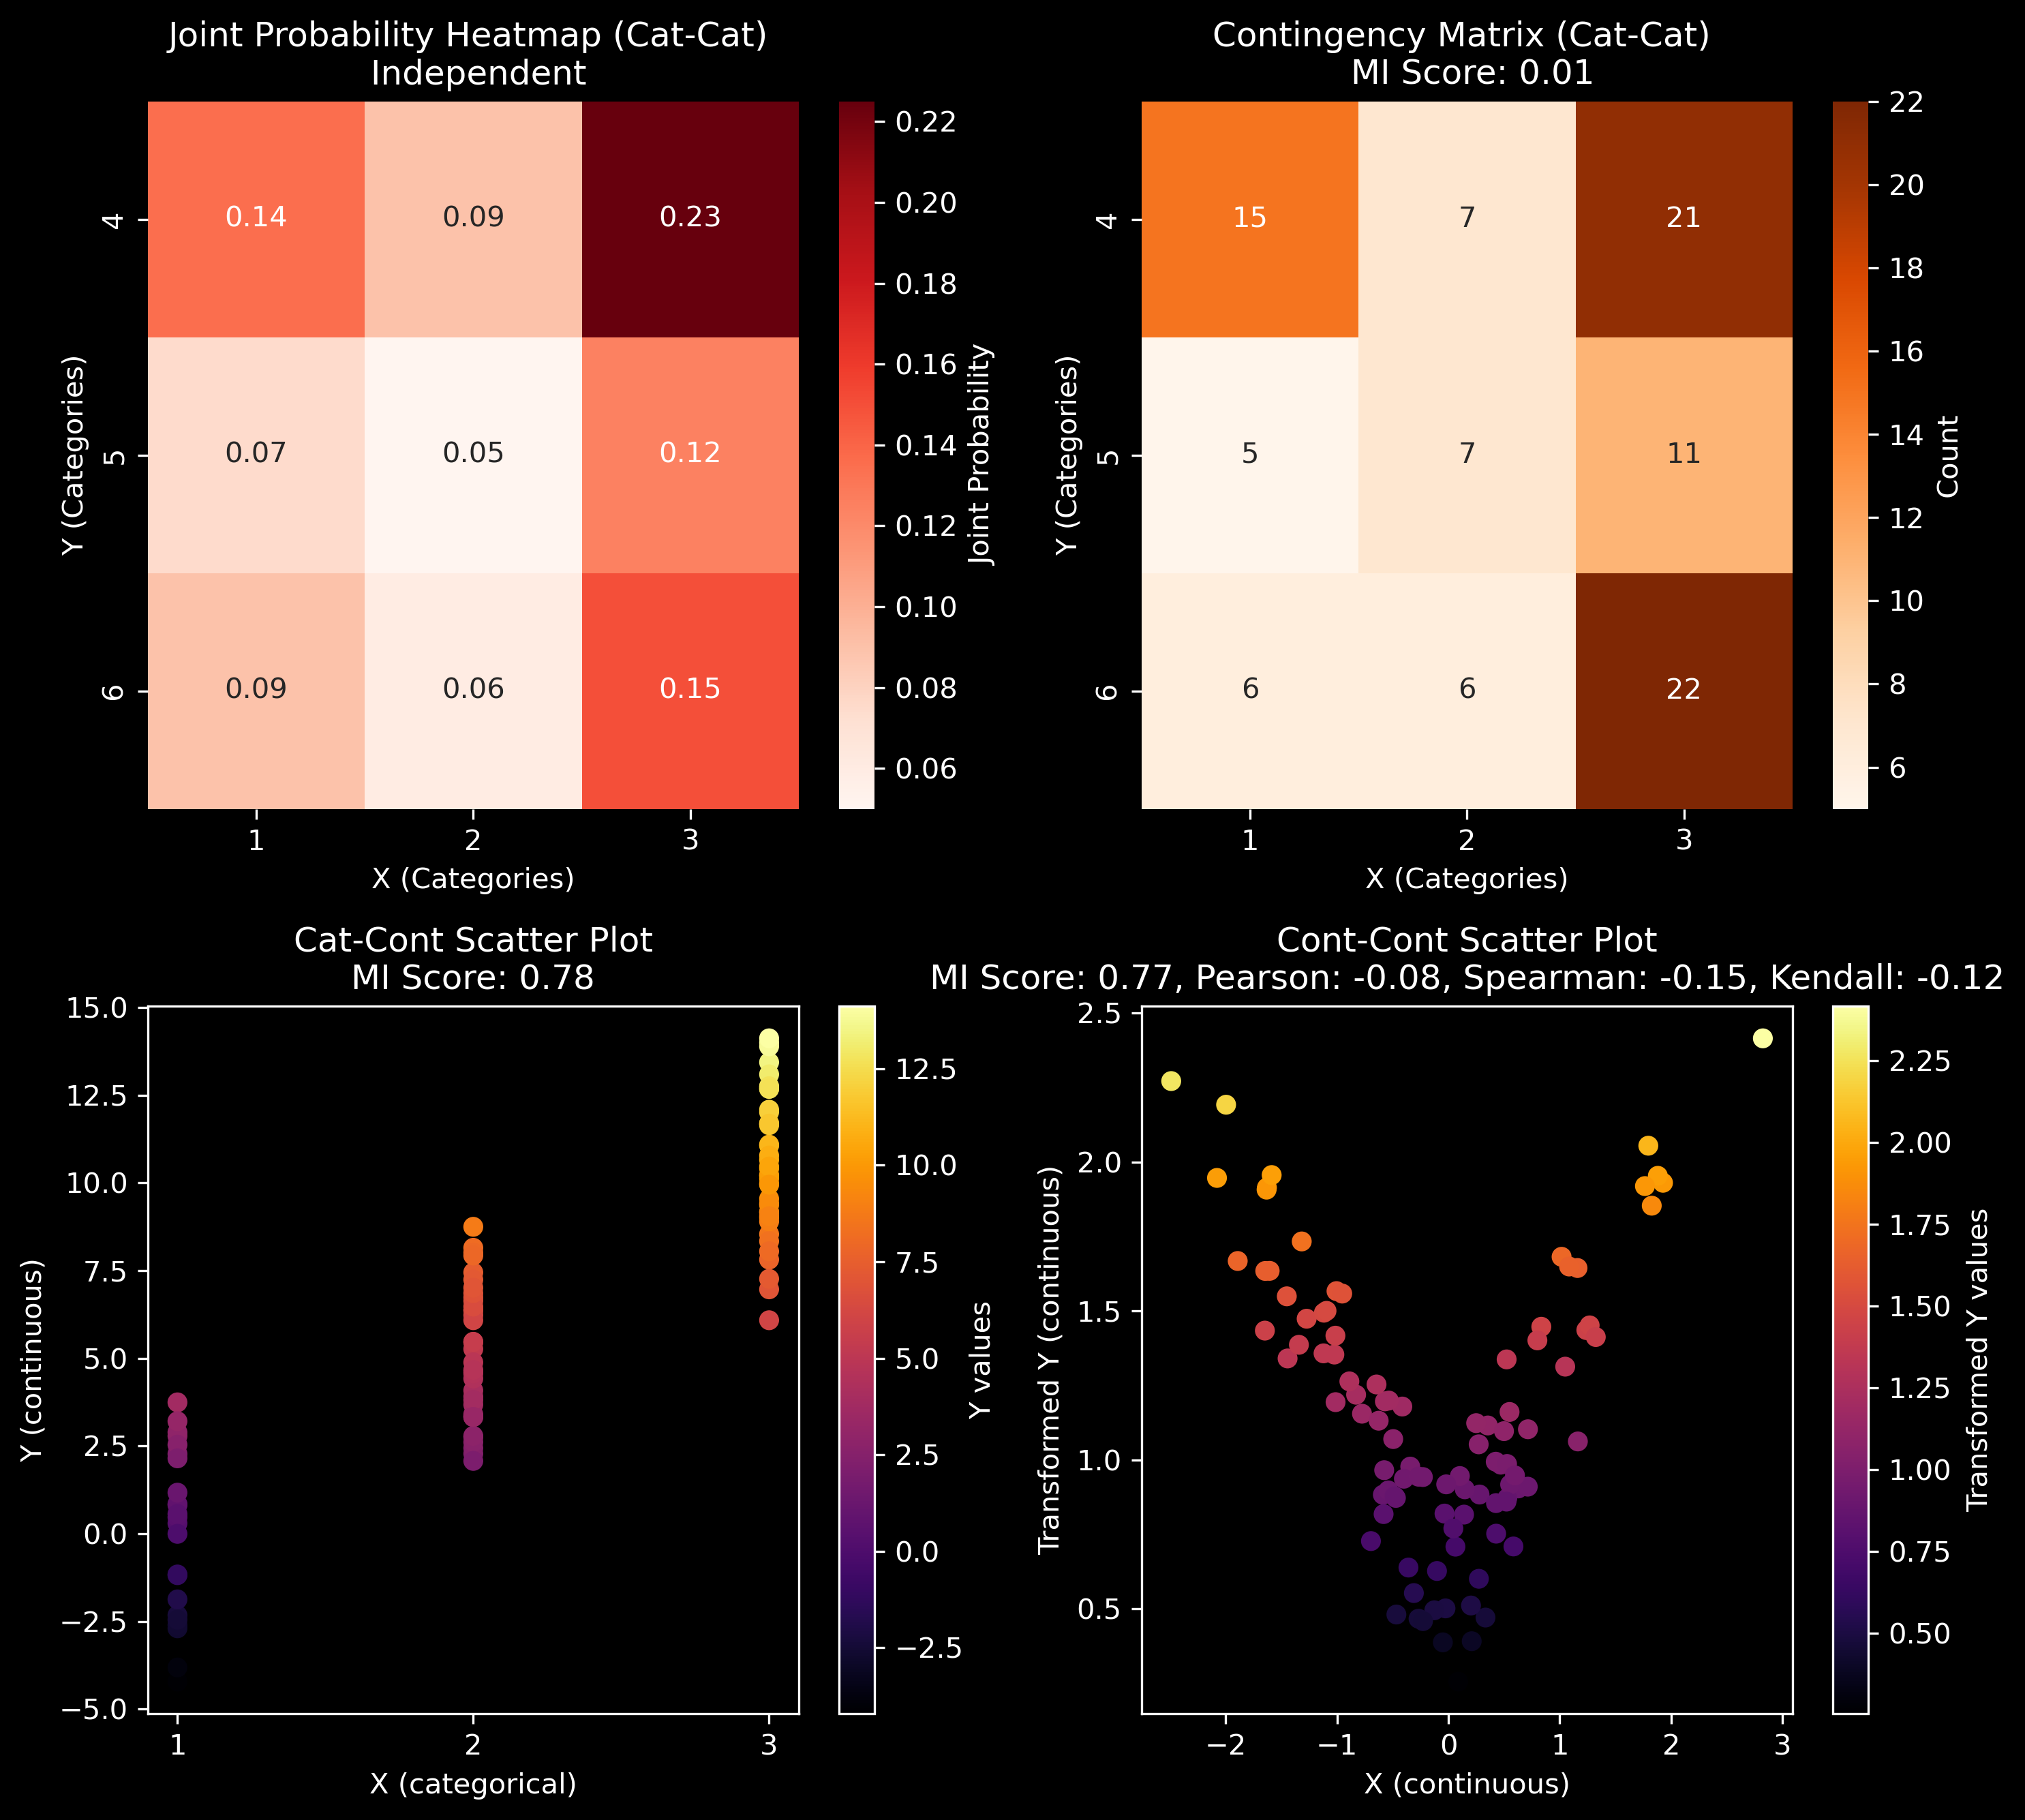 Joint Probability Heatmap (Cat-Cat)
Independent
4
5
6
Y (Categories)
0.14 0.09 0.23
0.07 0.05 0.12
0.09 0.06 0.15
1 2 3
X (Categories)
0.22
0.20
0.18
0.16
0.14
0.12
0.10
0.08
0.06
Joint Probability
Contingency Matrix (Cat-Cat)
MI Score: 0.01
4
5
6
Y (Categories)
15 7 21
5 7 11
6 6 22
1 2 3
X (Categories)
22
20
18
16
14
12
10
8
6
Count
Cat-Cont Scatter Plot
MI Score: 0.78
15.0
12.5
10.0
7.5
5.0
2.5
0.0
−2.5
−5.0
Y (continuous)
1 2 3
X (categorical)
12.5
10.0
7.5
5.0
2.5
0.0
−2.5
Y values
Cont-Cont Scatter Plot
MI Score: 0.77, Pearson: -0.08, Spearman: -0.15, Kendall: -0.12
2.5
2.0
1.5
1.0
0.5
Transformed Y (continuous)
−2 −1 0 1 2 3
X (continuous)
2.25
2.00
1.75
1.50
1.25
1.00
0.75
0.50
Transformed Y values